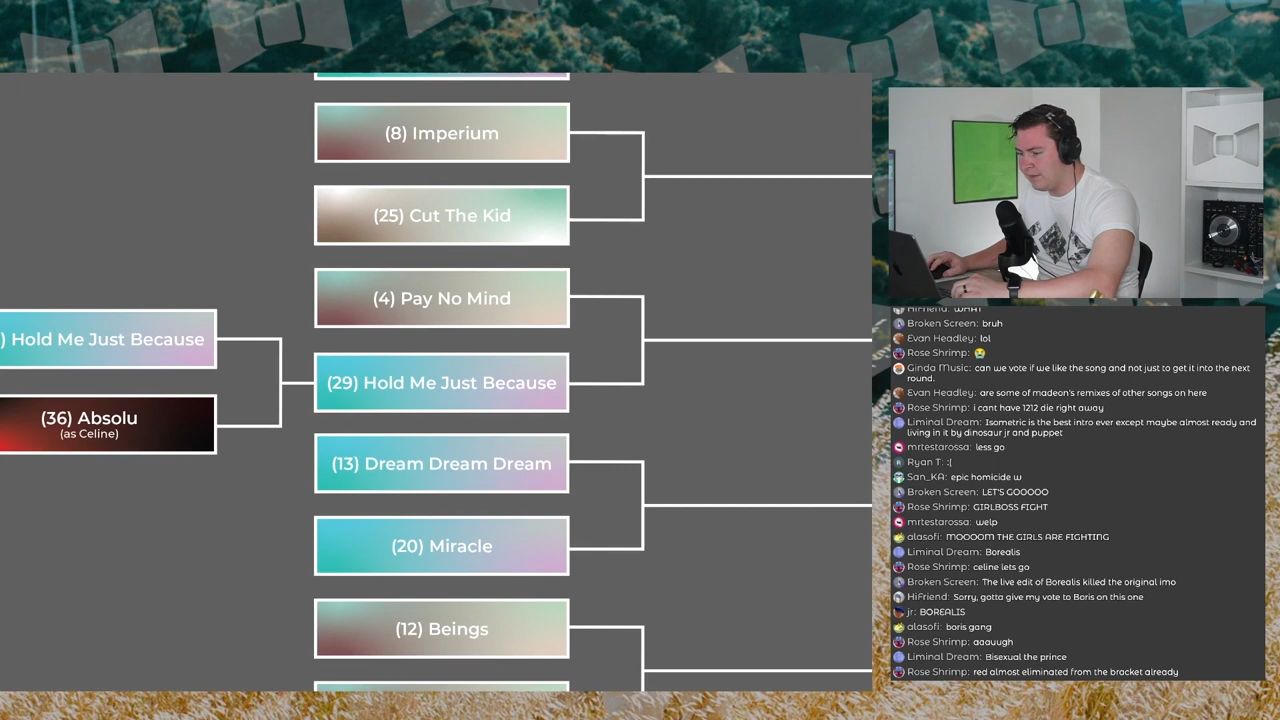 (8) Imperium
(25) Cut The Kid
(4) Pay No Mind
) Hold Me Just Because
(29) Hold Me Just Because
(36) Absolu
(as Celine)
(13) Dream Dream Dream
(20) Miracle
(12) Beings
HiFriend: WHAT
Broken Screen: bruh
Evan Headley: lol
Rose Shrimp: 😭
Ginda Music: can we vote if we like the song and not just to get it into the next
round.
Evan Headley: are some of madeon's remixes of other songs on here
Rose Shrimp: i cant have 1212 die right away
Liminal Dream: Isometric is the best intro ever except maybe almost ready and
living in it by dinosaur jr and puppet
mrtestarossa: less go
Ryan T: :(
San_KA: epic homicide w
Broken Screen: LET'S GOOOOO
Rose Shrimp: GIRLBOSS FIGHT
mrtestarossa: welp
alasofi: MOOOOM THE GIRLS ARE FIGHTING
Liminal Dream: Borealis
Rose Shrimp: celine lets go
Broken Screen: The live edit of Borealis killed the original imo
HiFriend: Sorry, gotta give my vote to Boris on this one
jr: BOREALIS
alasofi: boris gang
Rose Shrimp: aaauugh
Liminal Dream: Bisexual the prince
Rose Shrimp: red almost eliminated from the bracket already